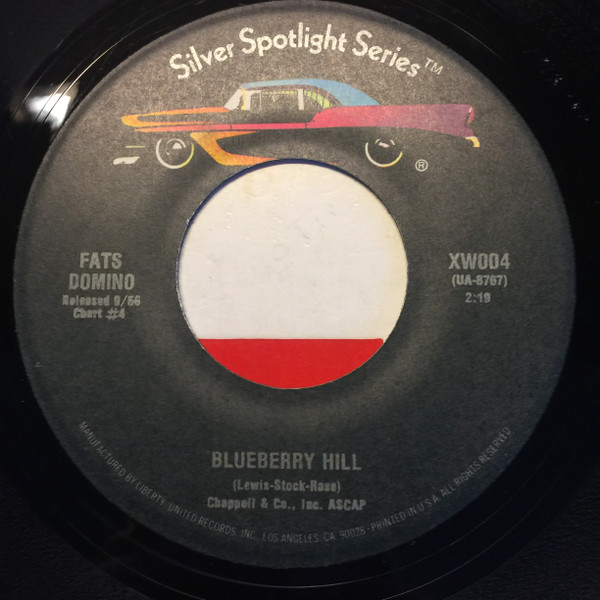 Silver Spotlight Series™
®
FATS
DOMINO
Released 9/56
Chart #4
XW004
(UA-8767)
2:19
BLUEBERRY HILL
(Lewis-Stock-Rose)
Chappell & Co., Inc. ASCAP
MANUFACTURED BY LIBERTY UNITED RECORDS, INC., LOS ANGELES, CA. 90028 • PRINTED IN U.S.A. ALL RIGHTS RESERVED